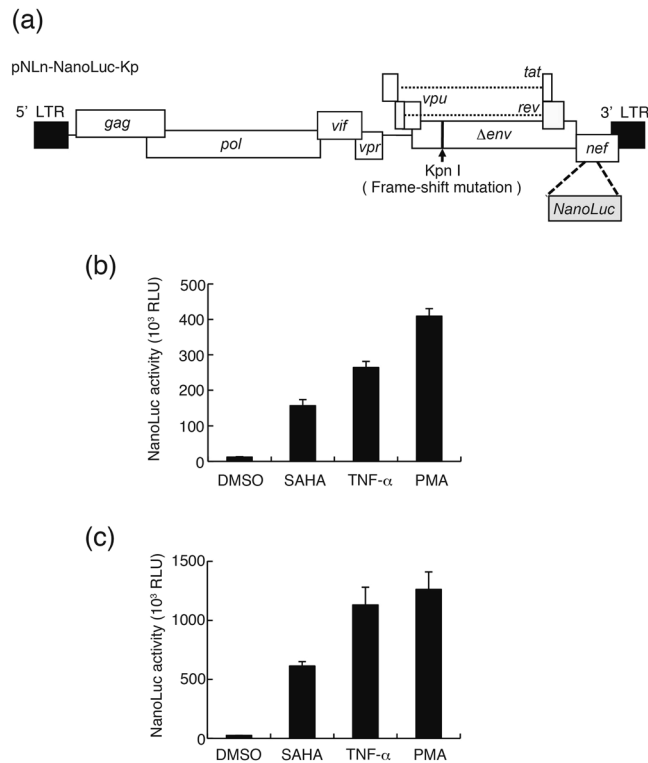 (a)
pNLn-NanoLuc-Kp
5' LTR
gag
pol
vif
vpr
vpu
tat
rev
Δenv
nef
3' LTR
Kpn I
( Frame-shift mutation )
NanoLuc
(b)
NanoLuc activity (10³ RLU)
500
400
300
200
100
0
DMSO SAHA TNF-α PMA
(c)
NanoLuc activity (10³ RLU)
1500
1000
500
0
DMSO SAHA TNF-α PMA